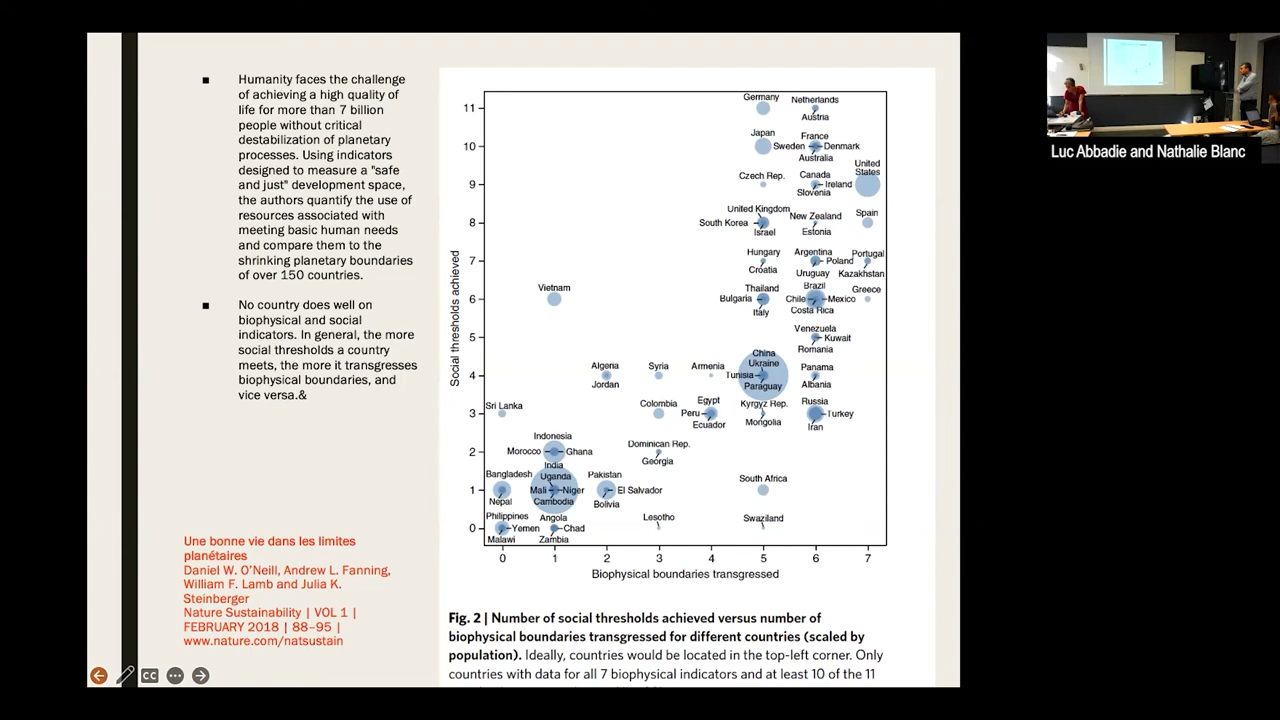 Humanity faces the challenge
of achieving a high quality of
life for more than 7 billion
people without critical
destabilization of planetary
processes. Using indicators
designed to measure a "safe
and just" development space,
the authors quantify the use of
resources associated with
meeting basic human needs
and compare them to the
shrinking planetary boundaries
of over 150 countries.
No country does well on
biophysical and social
indicators. In general, the more
social thresholds a country
meets, the more it transgresses
biophysical boundaries, and
vice versa.&
Une bonne vie dans les limites
planétaires
Daniel W. O'Neill, Andrew L. Fanning,
William F. Lamb and Julia K.
Steinberger
Nature Sustainability | VOL 1 |
FEBRUARY 2018 | 88–95 |
www.nature.com/natsustain
CC
Social thresholds achieved
11
10
9
8
7
6
5
4
3
2
1
0
Germany
Netherlands
Austria
Japan
France
Sweden
Denmark
Australia
Czech Rep.
Canada
Ireland
Slovenia
United
States
United Kingdom
South Korea
Israel
New Zealand
Estonia
Spain
Hungary
Croatia
Argentina
Poland
Uruguay
Portugal
Kazakhstan
Vietnam
Thailand
Bulgaria
Italy
Brazil
Chile
Mexico
Costa Rica
Greece
Venezuela
Kuwait
Romania
Algeria
Jordan
Syria
Armenia
China
Ukraine
Tunisia
Paraguay
Panama
Albania
Sri Lanka
Colombia
Egypt
Peru
Ecuador
Kyrgyz Rep.
Mongolia
Russia
Turkey
Iran
Indonesia
Morocco
Ghana
Dominican Rep.
Georgia
India
Bangladesh
Nepal
Uganda
Mali
Niger
Cambodia
Pakistan
El Salvador
Bolivia
South Africa
Philippines
Yemen
Malawi
Angola
Chad
Zambia
Lesotho
Swaziland
0 1 2 3 4 5 6 7
Biophysical boundaries transgressed
Fig. 2 | Number of social thresholds achieved versus number of
biophysical boundaries transgressed for different countries (scaled by
population). Ideally, countries would be located in the top-left corner. Only
countries with data for all 7 biophysical indicators and at least 10 of the 11
Luc Abbadie and Nathalie Blanc